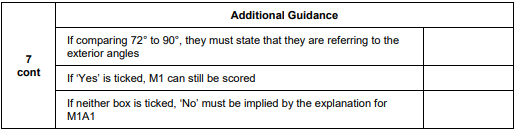 Additional Guidance
7
cont
If comparing 72° to 90°, they must state that they are referring to the
exterior angles
If ‘Yes’ is ticked, M1 can still be scored
If neither box is ticked, ‘No’ must be implied by the explanation for
M1A1